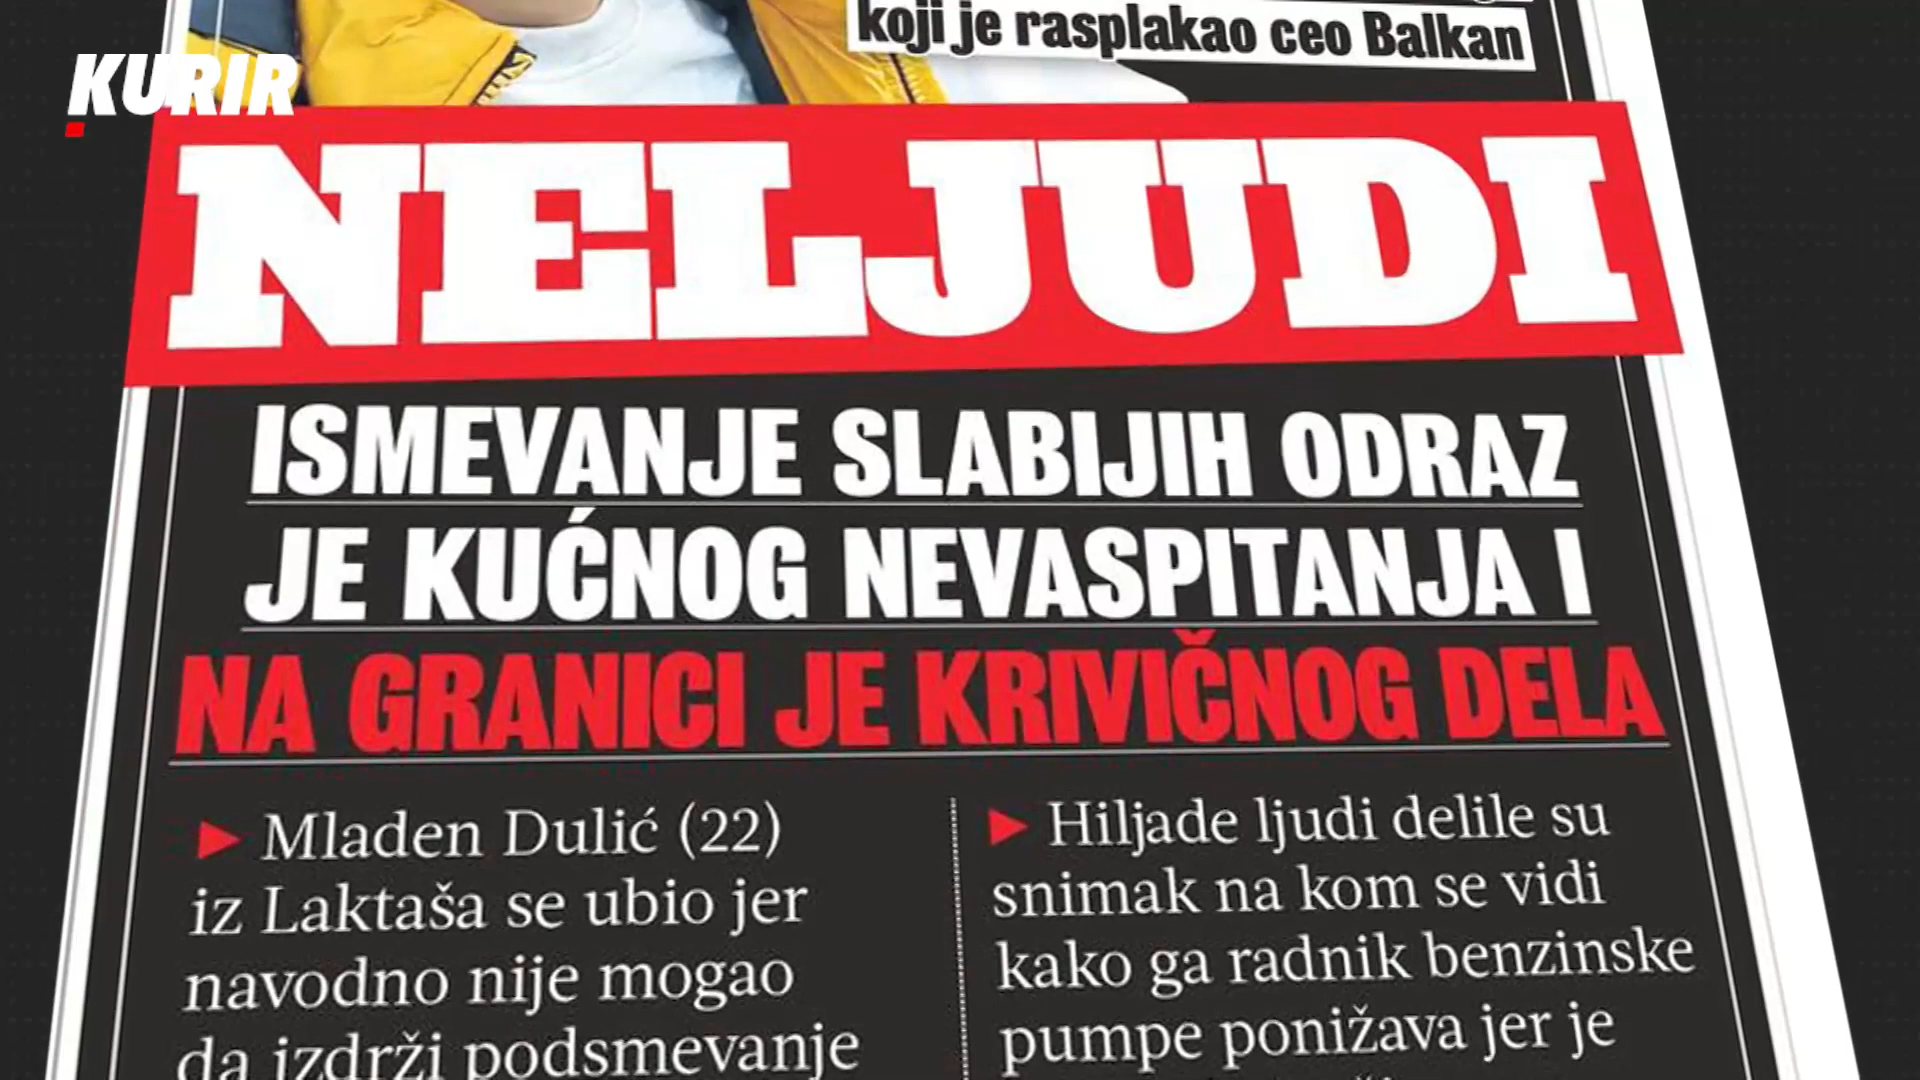 koji je rasplakao ceo Balkan
KURIR
NELJUDI
ISMEVANJE SLABIJIH ODRAZ
JE KUĆNOG NEVASPITANJA I
NA GRANICI JE KRIVIČNOG DELA
Mladen Dulić (22)
iz Laktaša se ubio jer
navodno nije mogao
da izdrži podsmevanje
Hiljade ljudi delile su
snimak na kom se vidi
kako ga radnik benzinske
pumpe ponižava jer je